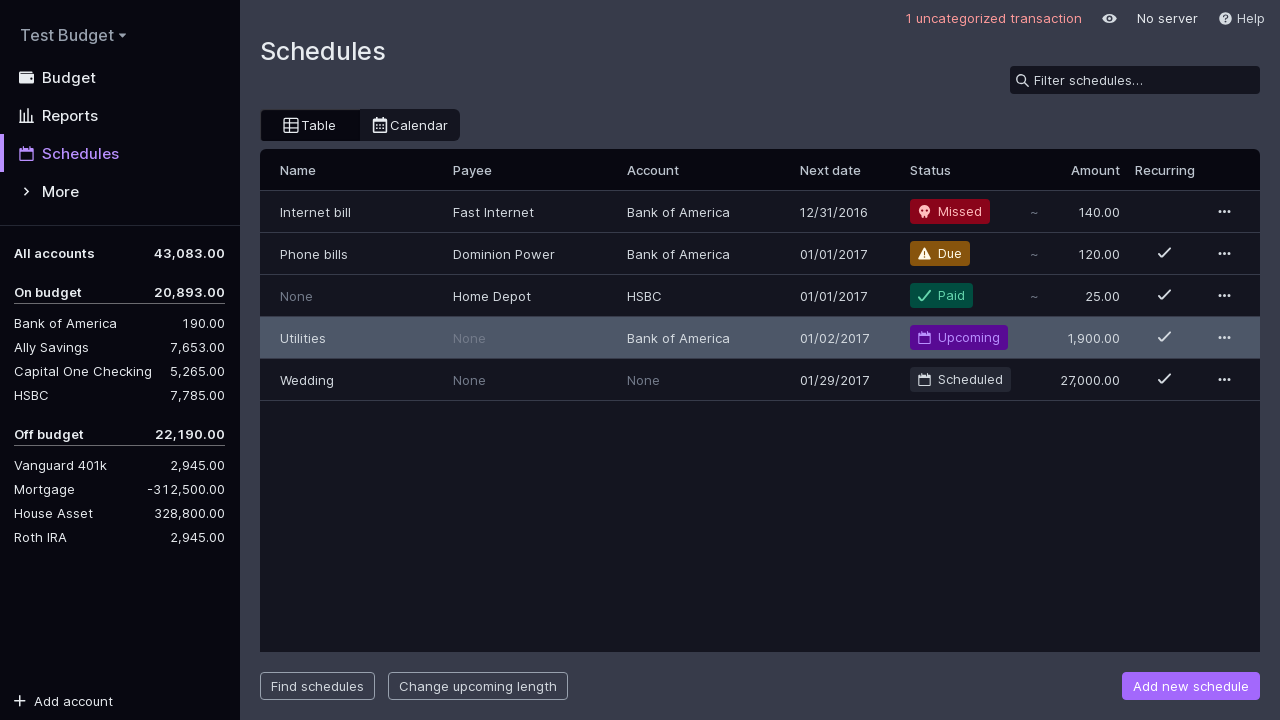 Test Budget
Budget
Reports
Schedules
More
All accounts 43,083.00
On budget 20,893.00
Bank of America 190.00
Ally Savings 7,653.00
Capital One Checking 5,265.00
HSBC 7,785.00
Off budget 22,190.00
Vanguard 401k 2,945.00
Mortgage -312,500.00
House Asset 328,800.00
Roth IRA 2,945.00
Add account
1 uncategorized transaction No server Help
Schedules
Filter schedules...
Table Calendar
Name Payee Account Next date Status Amount Recurring
Internet bill Fast Internet Bank of America 12/31/2016 Missed ~ 140.00
Phone bills Dominion Power Bank of America 01/01/2017 Due ~ 120.00
None Home Depot HSBC 01/01/2017 Paid ~ 25.00
Utilities None Bank of America 01/02/2017 Upcoming 1,900.00
Wedding None None 01/29/2017 Scheduled 27,000.00
Find schedules Change upcoming length Add new schedule